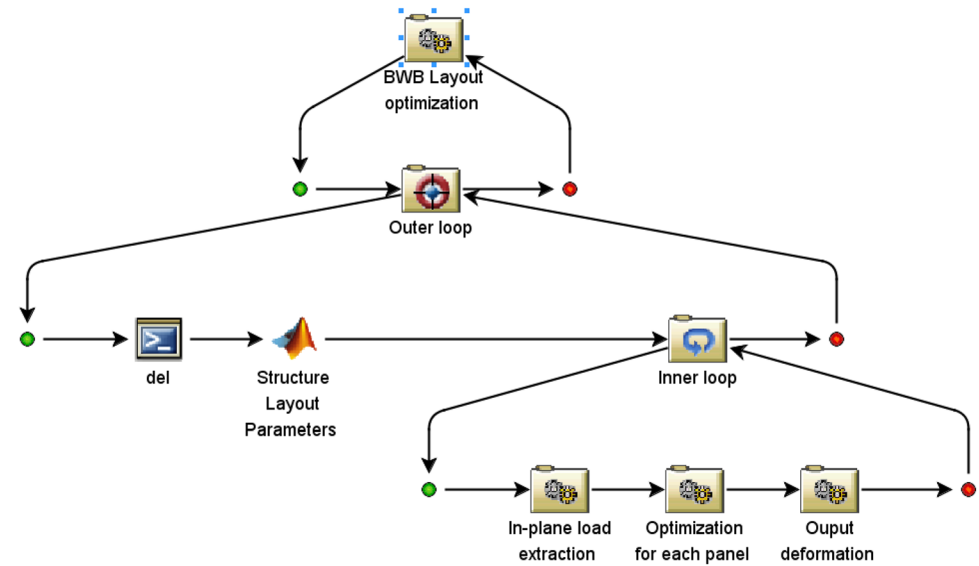 BWB Layout
optimization
Outer loop
del
Structure
Layout
Parameters
Inner loop
In-plane load
extraction
Optimization
for each panel
Ouput
deformation